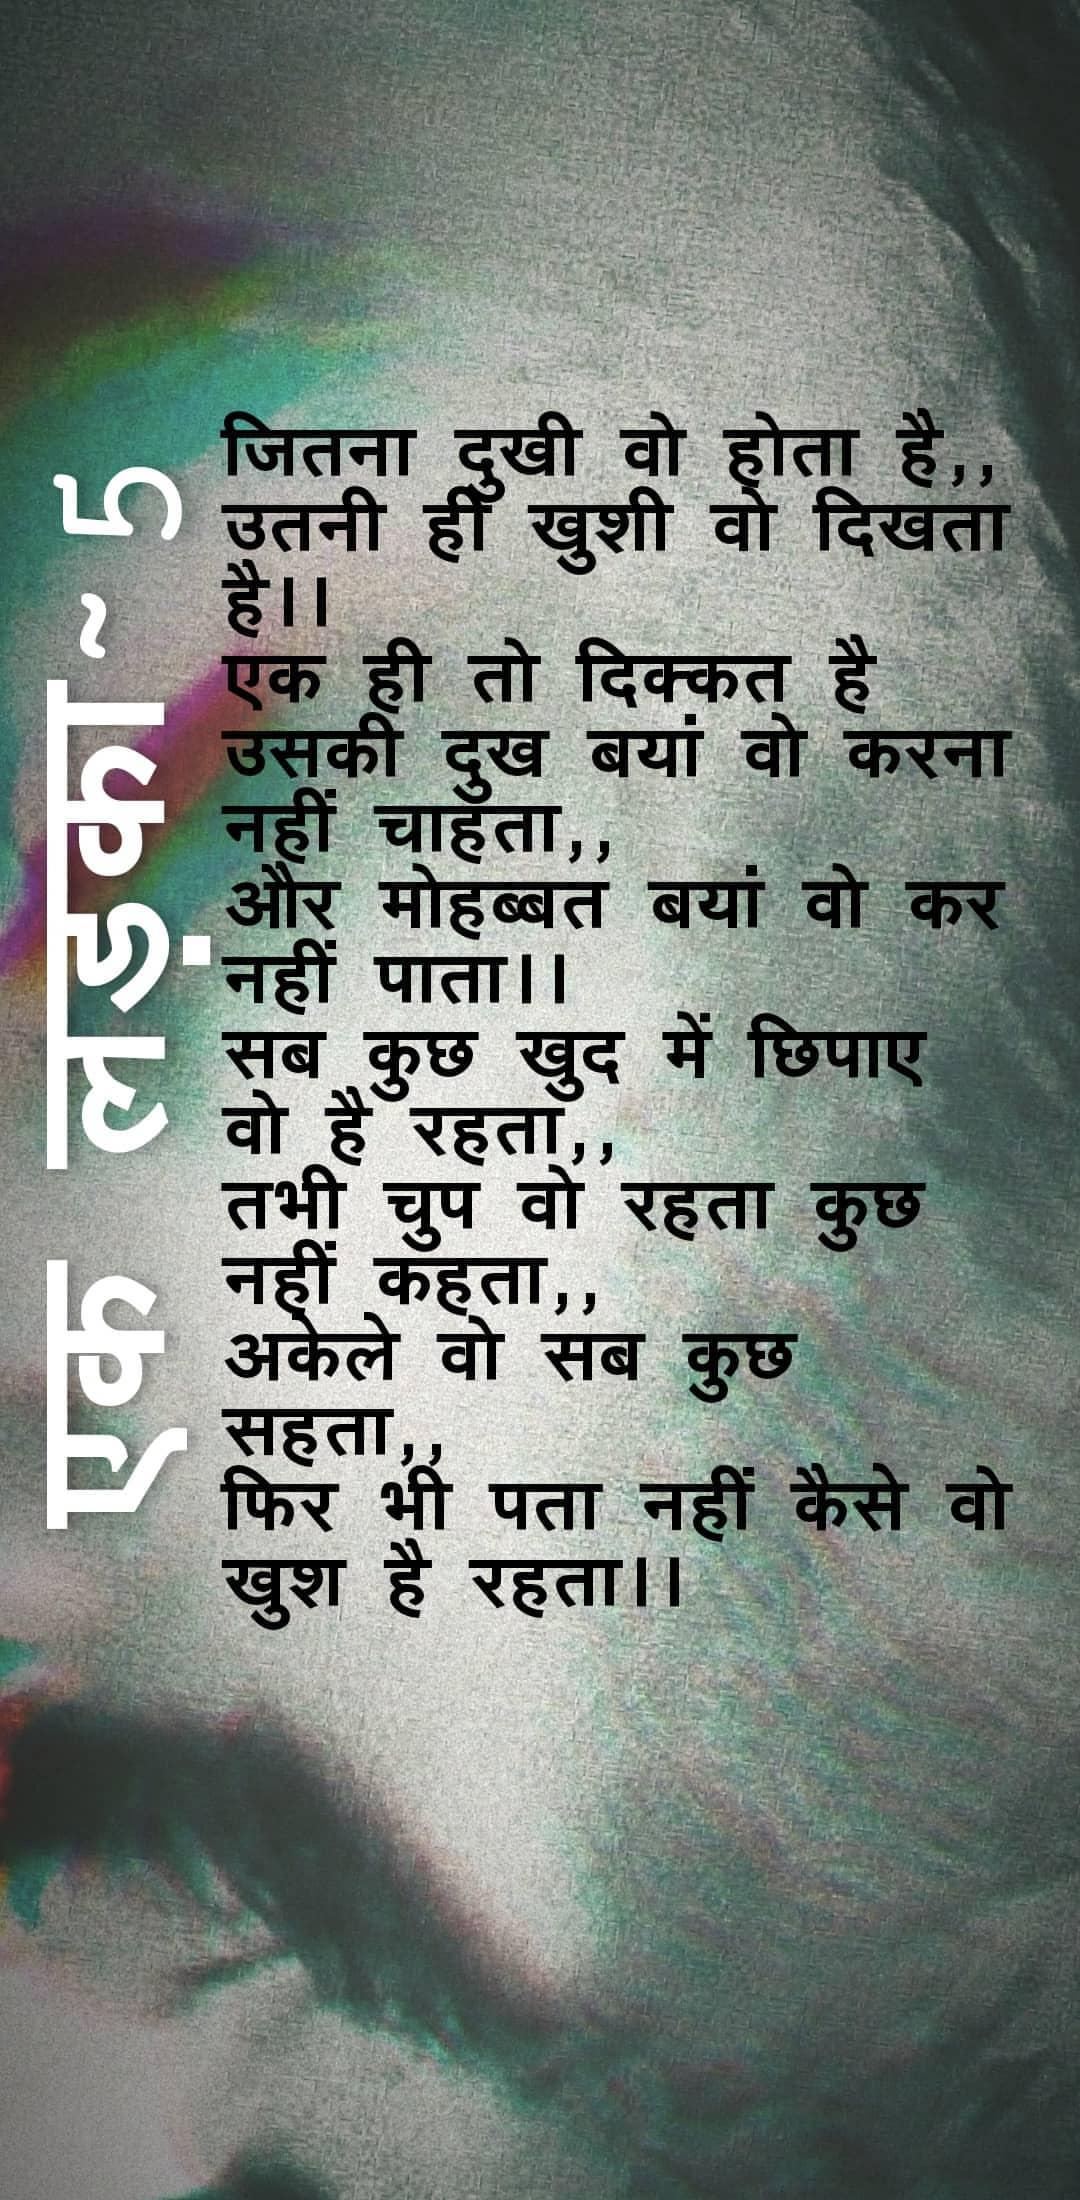 एक लड़का ~ 5
जितना दुखी वो होता है,,
उतनी ही खुशी वो दिखता
है।।
एक ही तो दिक्कत है
उसकी दुख बयां वो करना
नहीं चाहता,,
और मोहब्बत बयां वो कर
नहीं पाता।।
सब कुछ खुद में छिपाए
वो है रहता,,
तभी चुप वो रहता कुछ
नहीं कहता,,
अकेले वो सब कुछ
सहता,,
फिर भी पता नहीं कैसे वो
खुश है रहता।।